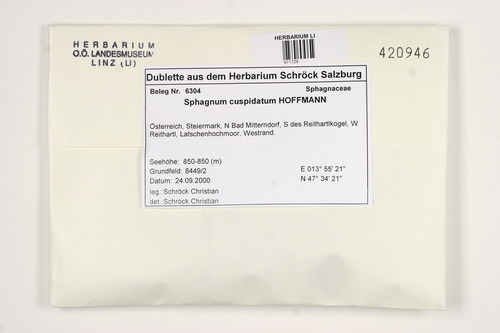 HERBARIUM
O.Ö. LANDESMUSEUM
LINZ (LI)
HERBARIUM LI
420946
Dublette aus dem Herbarium Schröck Salzburg
Beleg Nr. 6304 Sphagnaceae
Sphagnum cuspidatum HOFFMANN
Österreich, Steiermark, N Bad Mitterndorf, S des Reithartlkogel, W
Reithartl, Latschenhochmoor, Westrand.
Seehöhe: 850-850 (m)
Grundfeld: 8449/2 E 013° 55' 21"
Datum: 24.09.2000 N 47° 34' 21"
leg.: Schröck Christian
det.: Schröck Christian